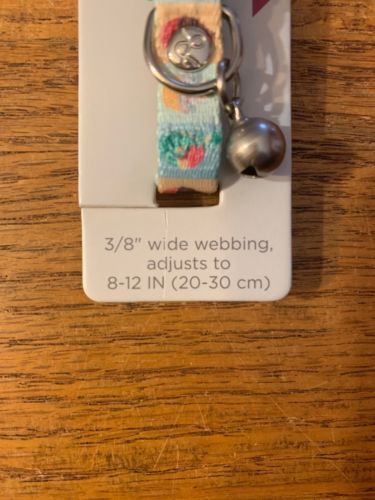 3/8" wide webbing,
adjusts to
8-12 IN (20-30 cm)